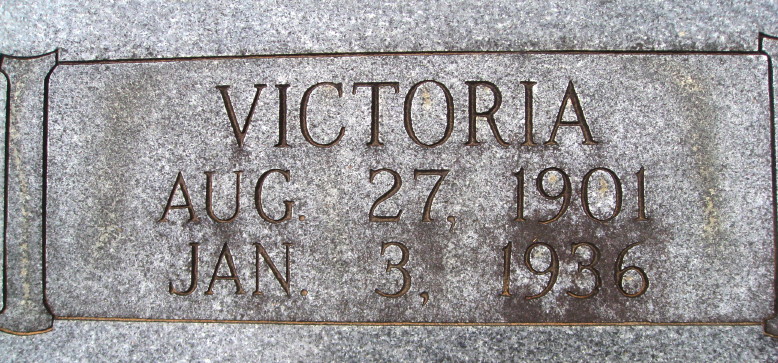 VICTORIA
AUG. 27, 1901
JAN. 3, 1936